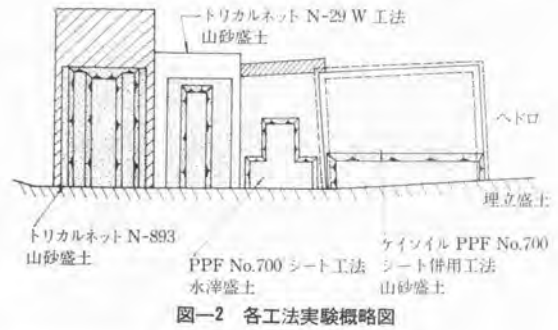 トリカルネット N-29 W 工法
山砂盛土
ヘドロ
埋立盛土
トリカルネット N-893
山砂盛土
PPF No.700 シート工法
水滓盛土
ケイソイル PPF No.700
シート併用工法
山砂盛土
図―2 各工法実験概略図